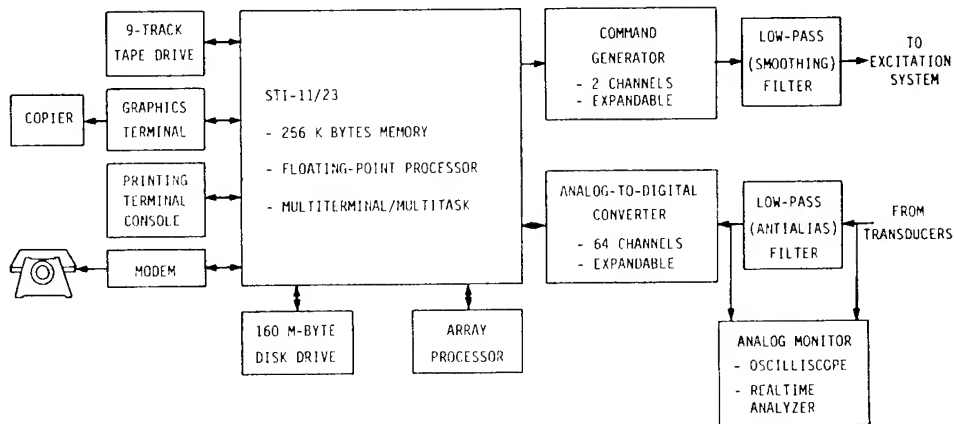 9-TRACK
TAPE DRIVE
COPIER
GRAPHICS
TERMINAL
PRINTING
TERMINAL
CONSOLE
MODEM
STI-11/23
- 256 K BYTES MEMORY
- FLOATING-POINT PROCESSOR
- MULTITERMINAL/MULTITASK
160 M-BYTE
DISK DRIVE
ARRAY
PROCESSOR
COMMAND
GENERATOR
- 2 CHANNELS
- EXPANDABLE
LOW-PASS
(SMOOTHING)
FILTER
TO
EXCITATION
SYSTEM
ANALOG-TO-DIGITAL
CONVERTER
- 64 CHANNELS
- EXPANDABLE
LOW-PASS
(ANTIALIAS)
FILTER
FROM
TRANSDUCERS
ANALOG MONITOR
- OSCILLISCOPE
- REALTIME
ANALYZER